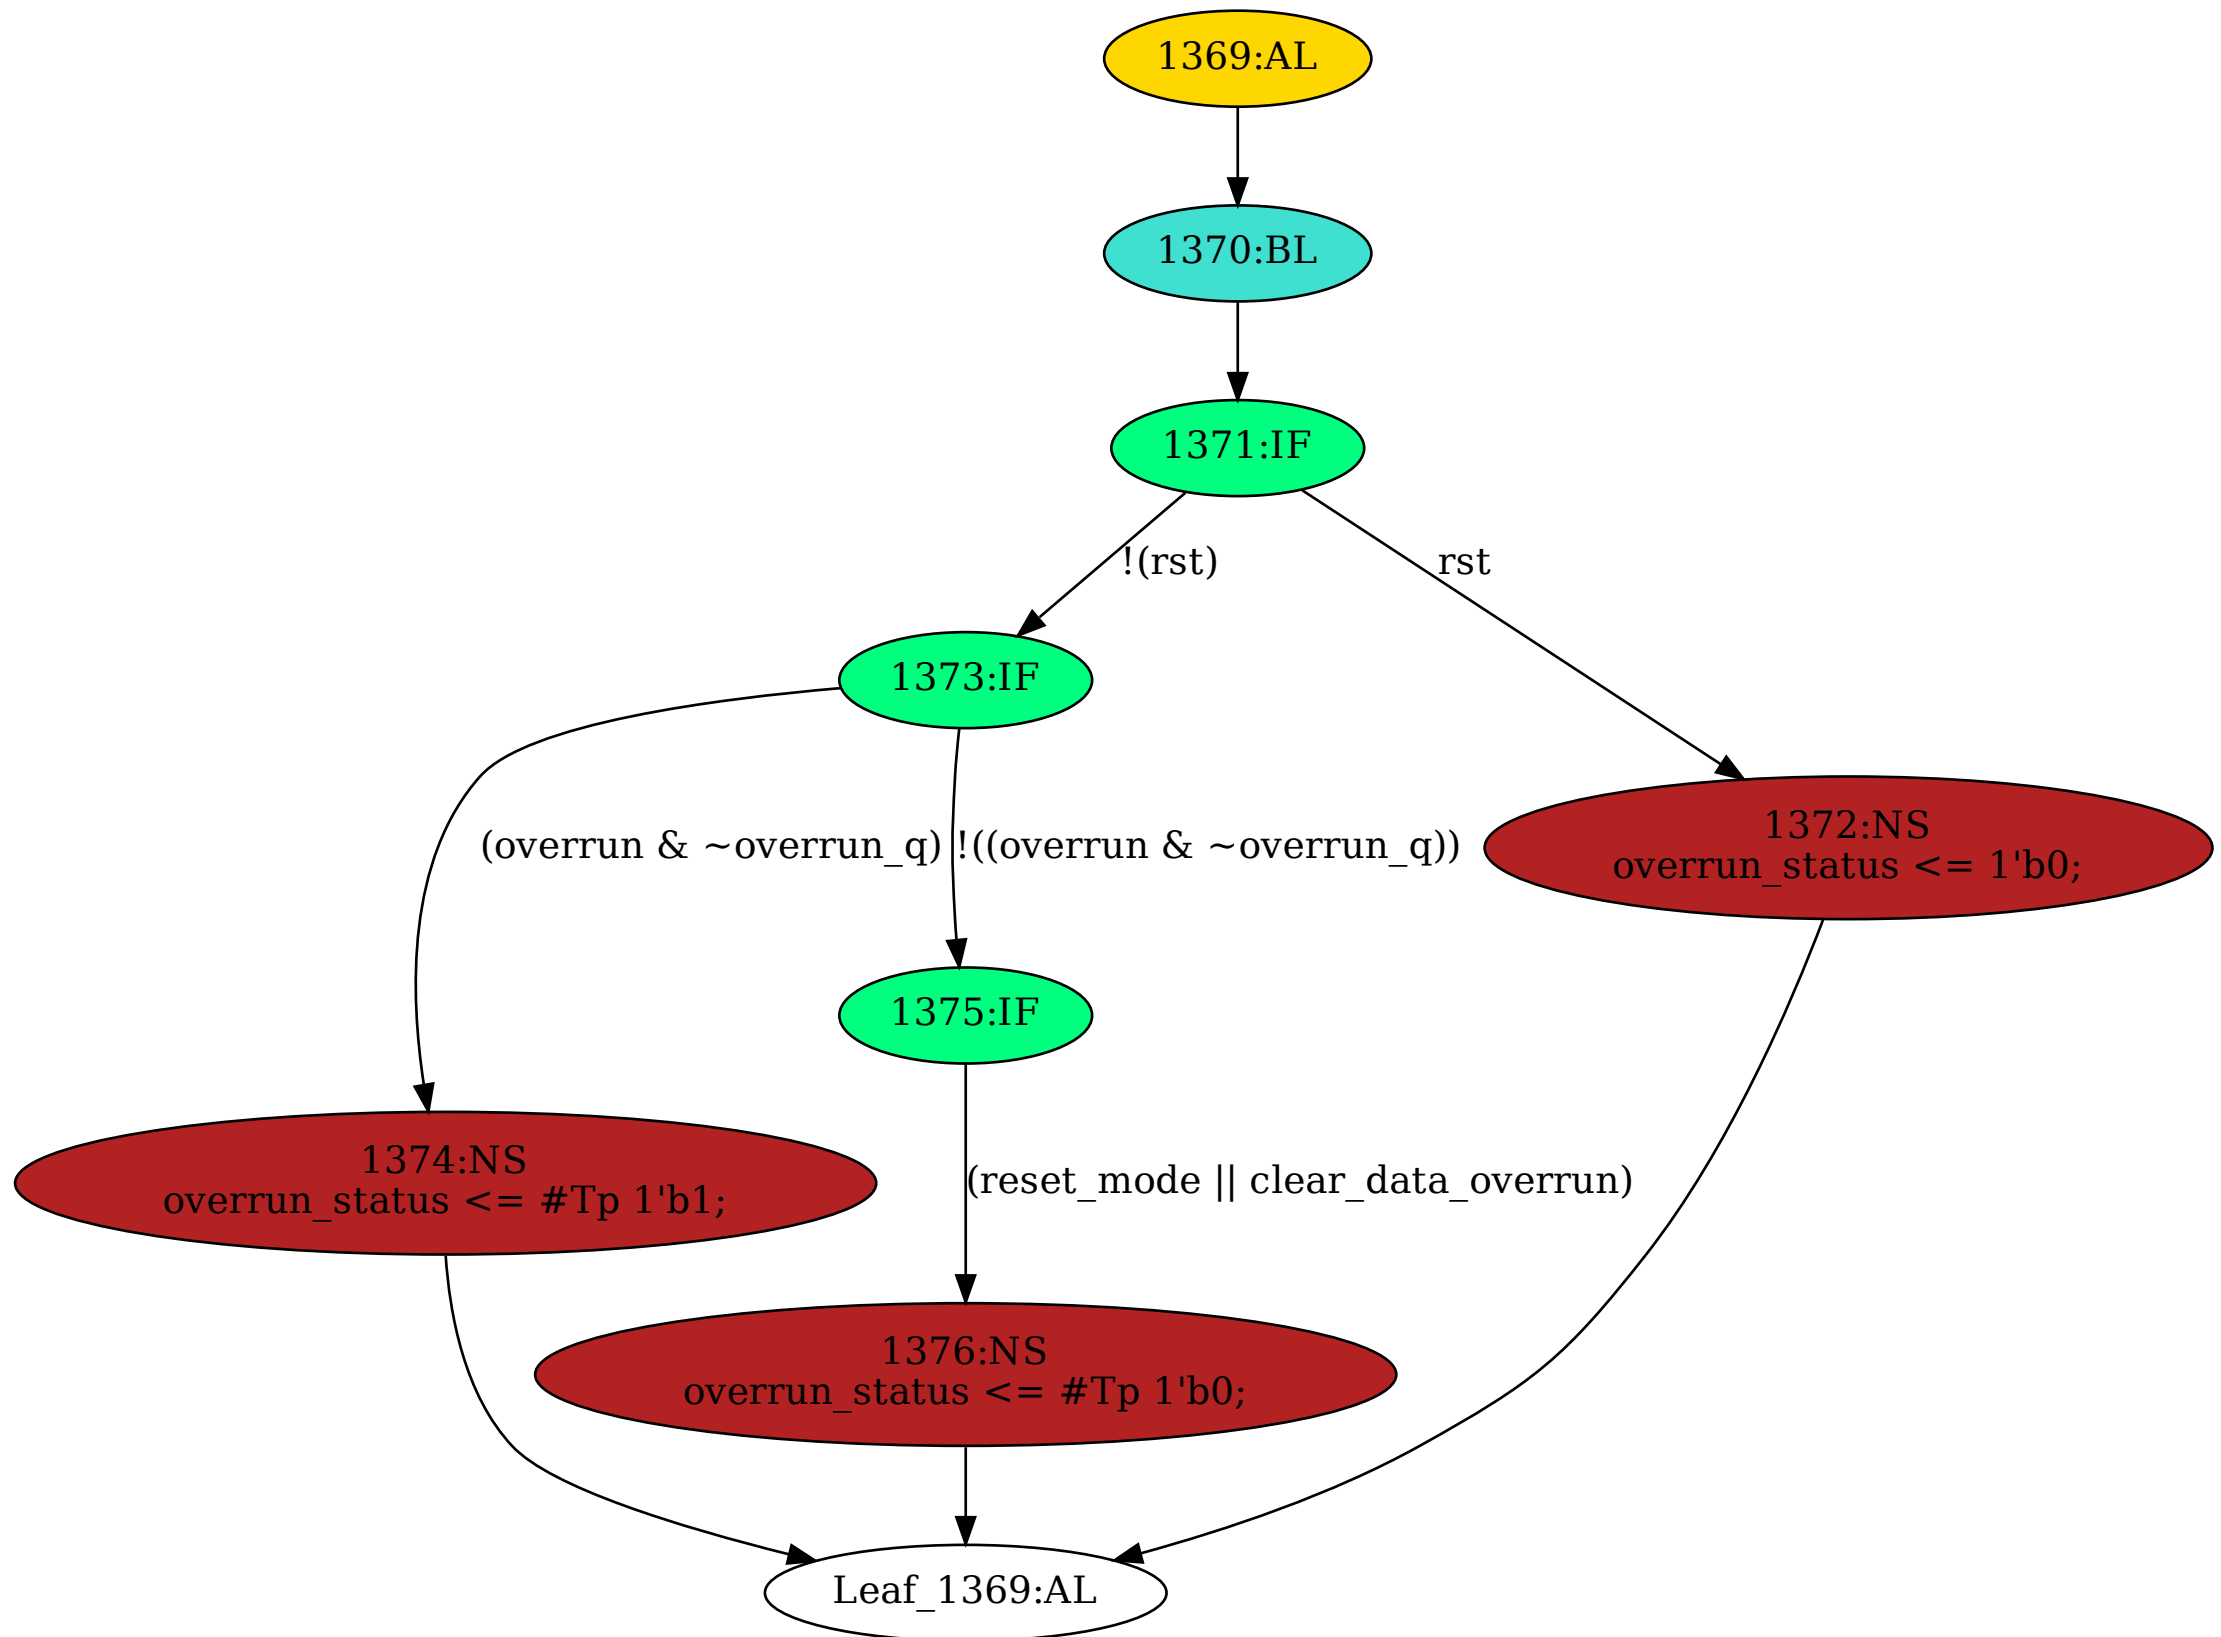 1369:AL
1370:BL
1371:IF
!(rst)
rst
1373:IF
1372:NS
overrun_status <= 1'b0;
(overrun & ~overrun_q)
!((overrun & ~overrun_q))
1375:IF
1374:NS
overrun_status <= #Tp 1'b1;
(reset_mode || clear_data_overrun)
1376:NS
overrun_status <= #Tp 1'b0;
Leaf_1369:AL